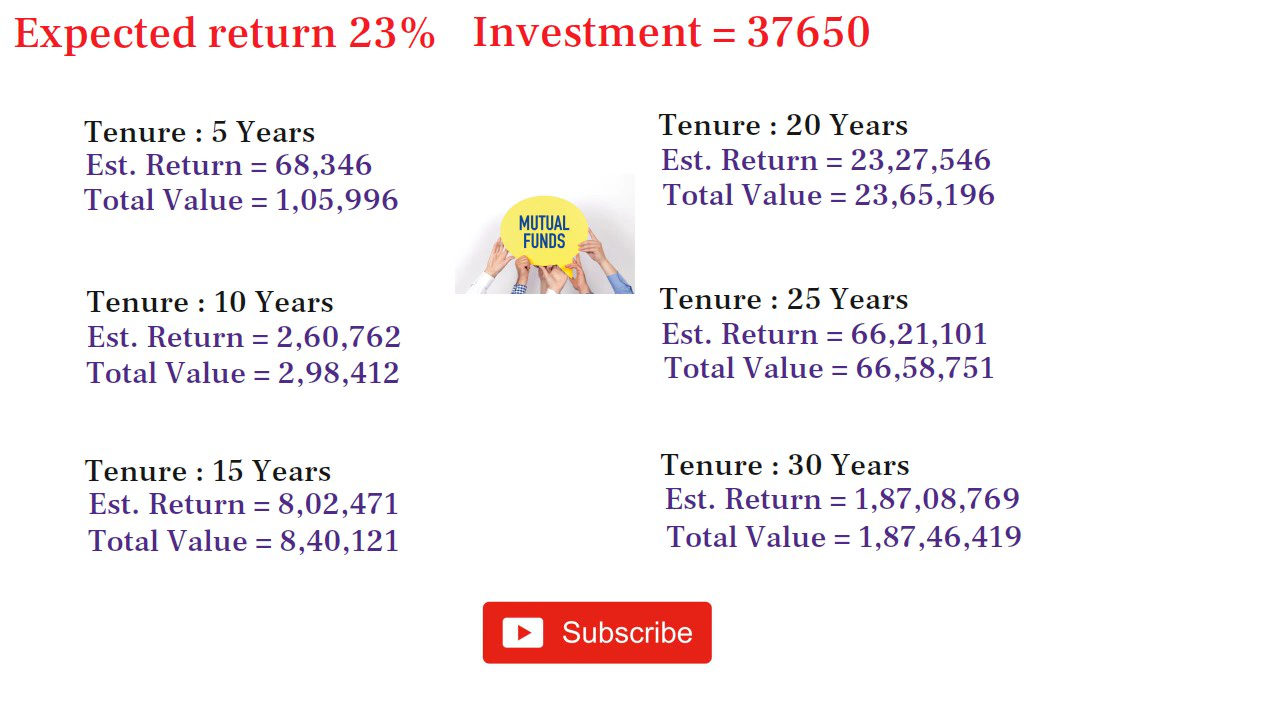 Expected return 23% Investment = 37650
Tenure : 5 Years
Est. Return = 68,346
Total Value = 1,05,996
Tenure : 10 Years
Est. Return = 2,60,762
Total Value = 2,98,412
Tenure : 15 Years
Est. Return = 8,02,471
Total Value = 8,40,121
MUTUAL
FUNDS
Tenure : 20 Years
Est. Return = 23,27,546
Total Value = 23,65,196
Tenure : 25 Years
Est. Return = 66,21,101
Total Value = 66,58,751
Tenure : 30 Years
Est. Return = 1,87,08,769
Total Value = 1,87,46,419
Subscribe